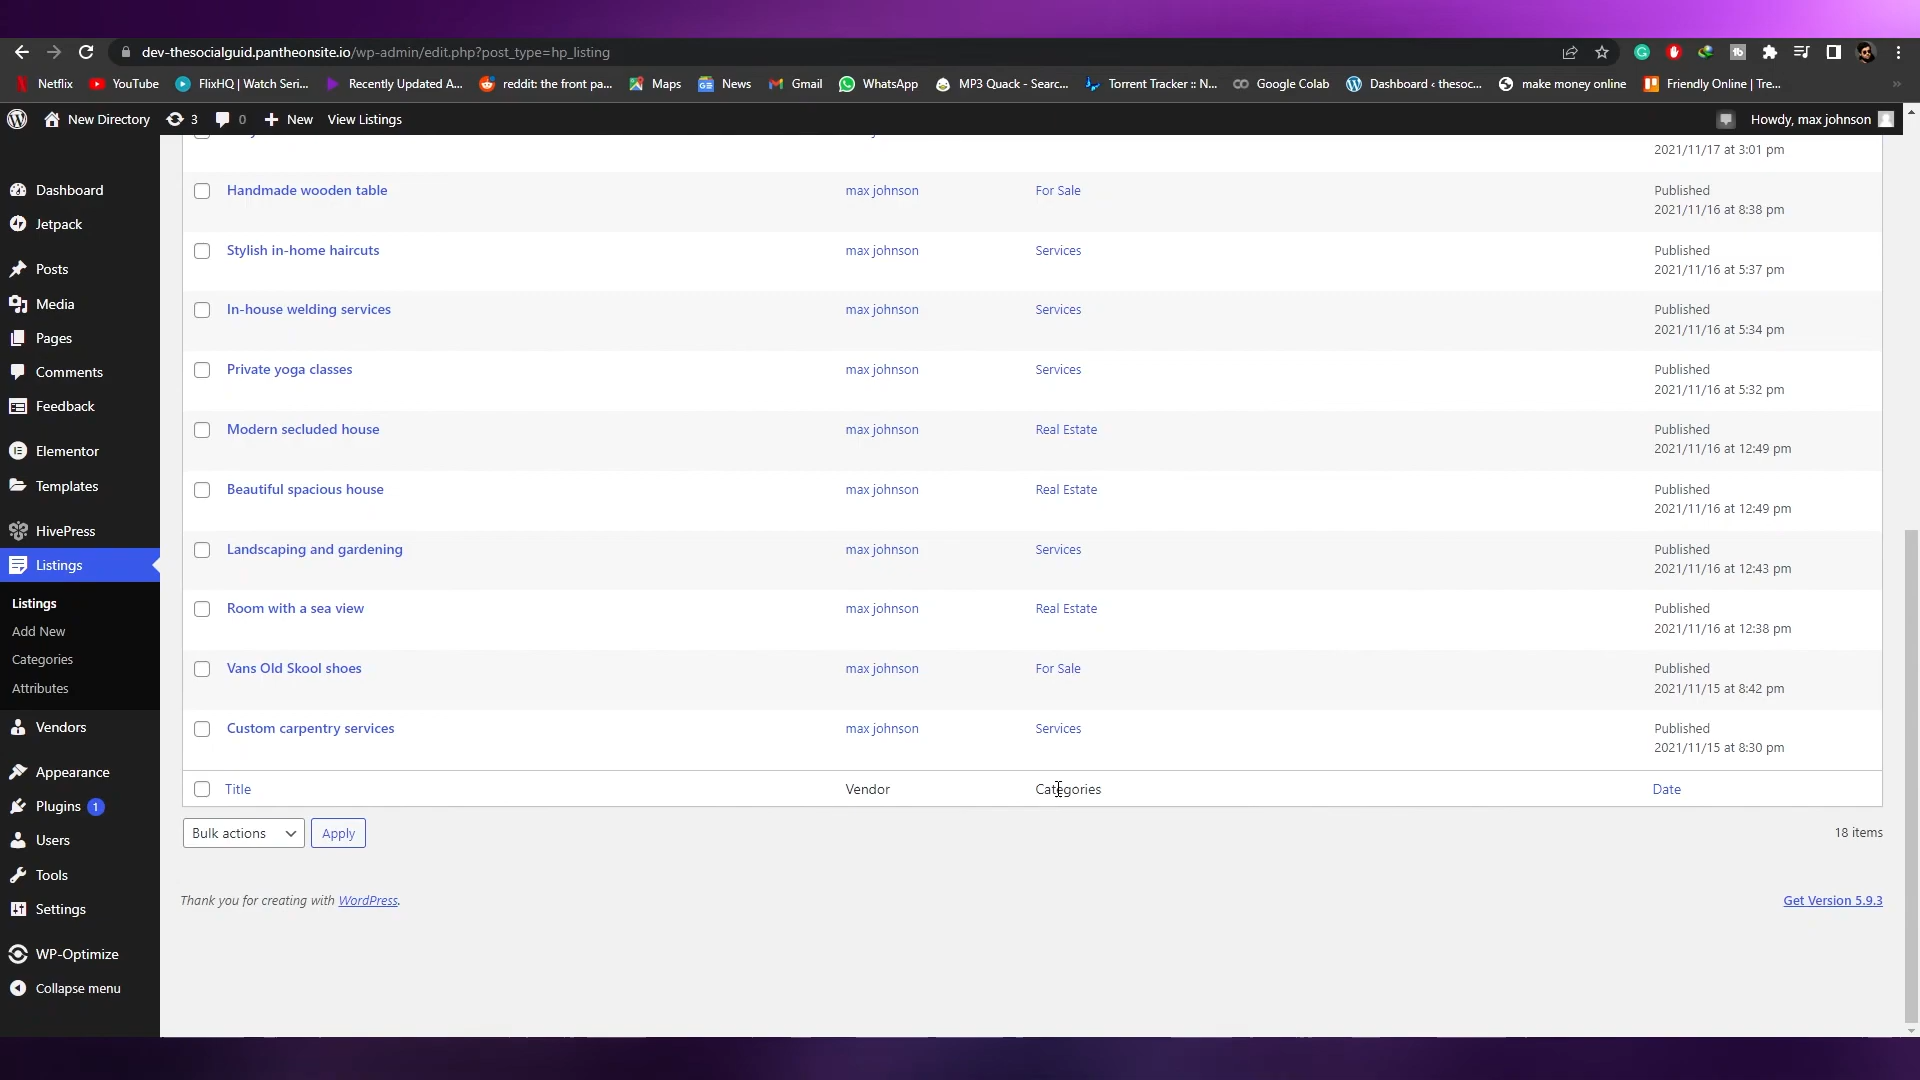 dev-thesocialguid.pantheonsite.io/wp-admin/edit.php?post_type=hp_listing
Netflix YouTube FlixHQ | Watch Seri... Recently Updated A... reddit: the front pa... Maps News Gmail WhatsApp MP3 Quack - Searc... Torrent Tracker :: N... Google Colab Dashboard ‹ thesoc... make money online Friendly Online | Tre... »
New Directory 3 0 New View Listings Howdy, max johnson
2021/11/17 at 3:01 pm
Dashboard
Jetpack
Posts
Media
Pages
Comments
Feedback
Elementor
Templates
HivePress
Listings
Listings
Add New
Categories
Attributes
Vendors
Appearance
Plugins 1
Users
Tools
Settings
WP-Optimize
Collapse menu
Handmade wooden table max johnson For Sale Published
2021/11/16 at 8:38 pm
Stylish in-home haircuts max johnson Services Published
2021/11/16 at 5:37 pm
In-house welding services max johnson Services Published
2021/11/16 at 5:34 pm
Private yoga classes max johnson Services Published
2021/11/16 at 5:32 pm
Modern secluded house max johnson Real Estate Published
2021/11/16 at 12:49 pm
Beautiful spacious house max johnson Real Estate Published
2021/11/16 at 12:49 pm
Landscaping and gardening max johnson Services Published
2021/11/16 at 12:43 pm
Room with a sea view max johnson Real Estate Published
2021/11/16 at 12:38 pm
Vans Old Skool shoes max johnson For Sale Published
2021/11/15 at 8:42 pm
Custom carpentry services max johnson Services Published
2021/11/15 at 8:30 pm
Title Vendor Categories Date
Bulk actions Apply 18 items
Thank you for creating with WordPress. Get Version 5.9.3